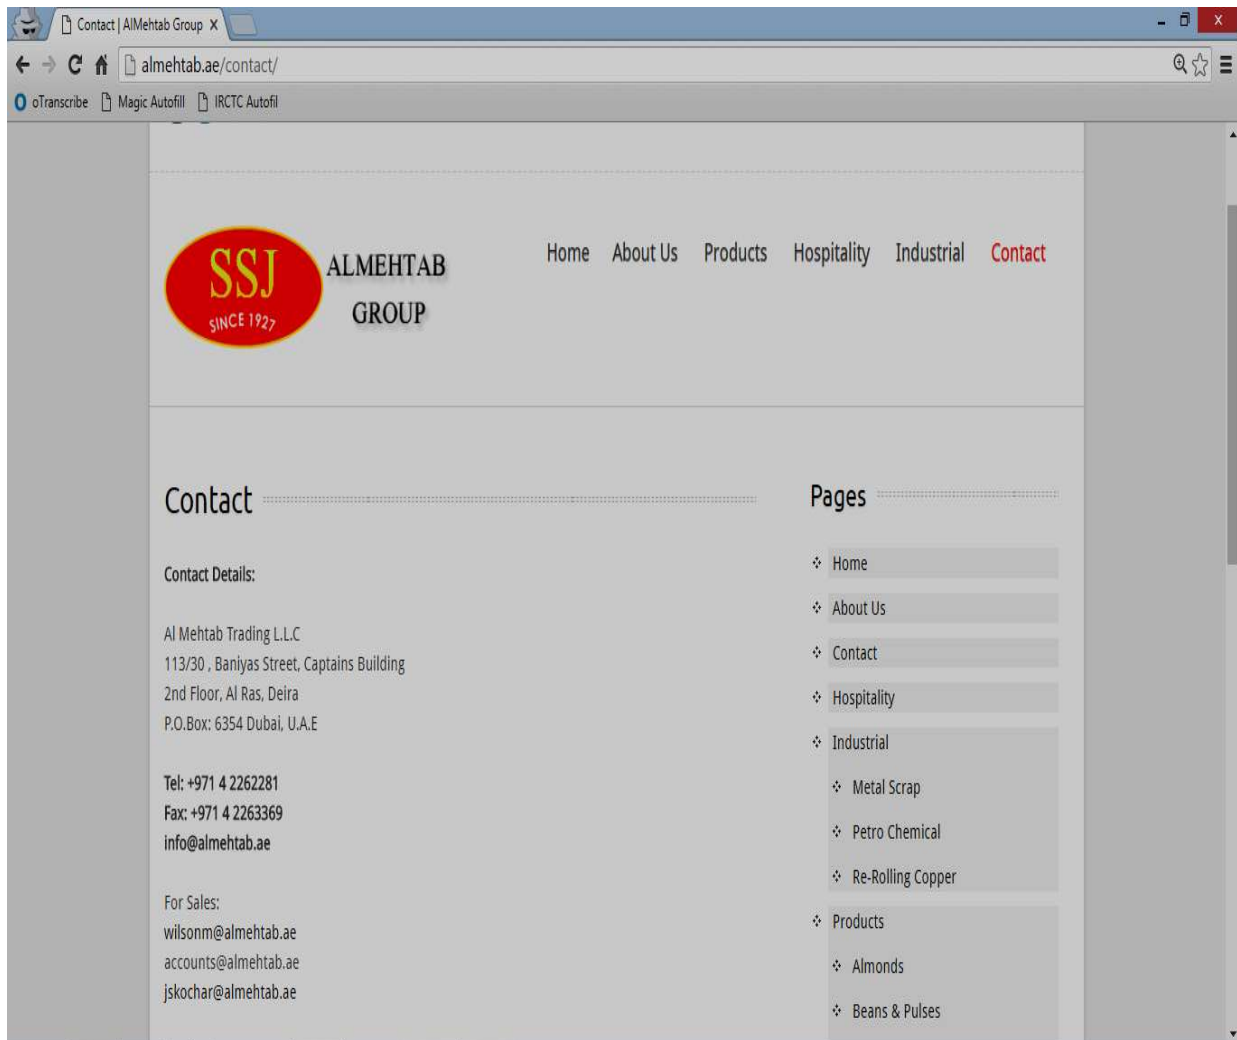 Contact | AlMehtab Group
almehtab.ae/contact/
oTranscribe Magic Autofill IRCTC Autofil
SSJ
SINCE 1927
ALMEHTAB
GROUP
Home About Us Products Hospitality Industrial Contact
Contact
Contact Details:
Al Mehtab Trading L.L.C
113/30 , Baniyas Street, Captains Building
2nd Floor, Al Ras, Deira
P.O.Box: 6354 Dubai, U.A.E
Tel: +971 4 2262281
Fax: +971 4 2263369
info@almehtab.ae
For Sales:
wilsonm@almehtab.ae
accounts@almehtab.ae
jskochar@almehtab.ae
Pages
Home
About Us
Contact
Hospitality
Industrial
Metal Scrap
Petro Chemical
Re-Rolling Copper
Products
Almonds
Beans & Pulses